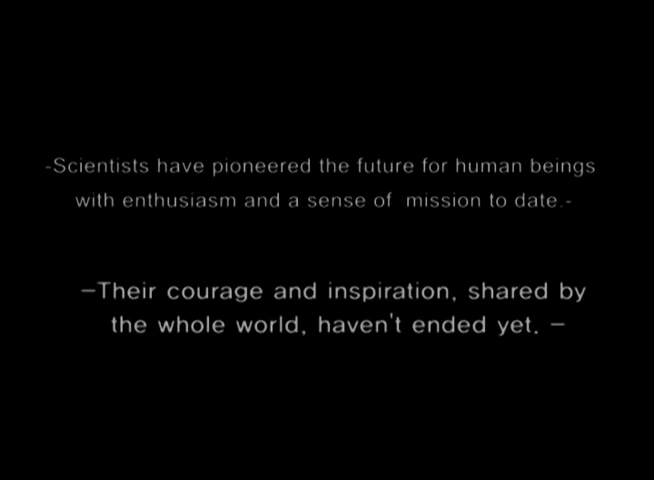 -Scientists have pioneered the future for human beings
with enthusiasm and a sense of mission to date.-
—Their courage and inspiration, shared by
the whole world, haven't ended yet. —